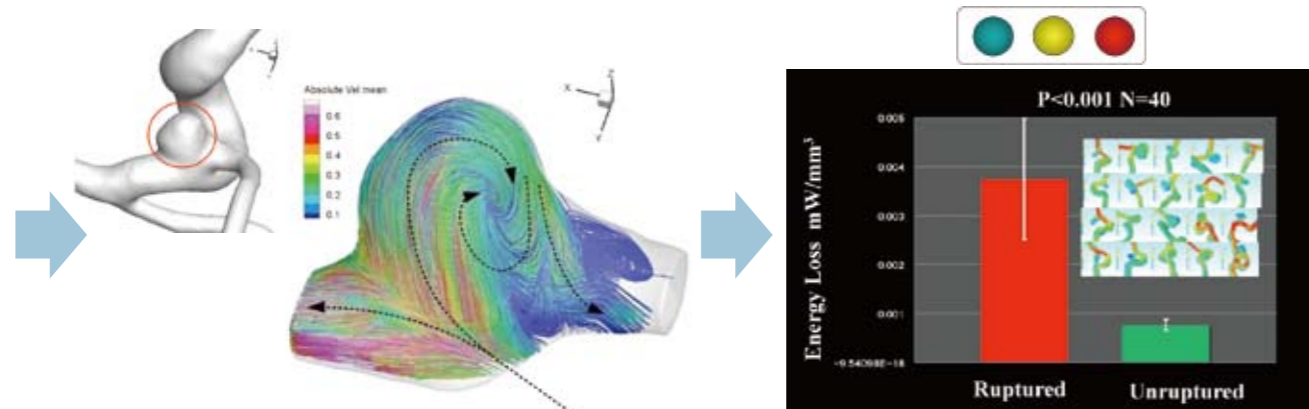 Absolute Vel mean
0.6
0.5
0.4
0.3
0.2
0.1
X
Z
Y
P<0.001 N=40
Energy Loss mW/mm³
0.005
0.004
0.003
0.002
0.001
-9.54098E-18
Ruptured
Unruptured